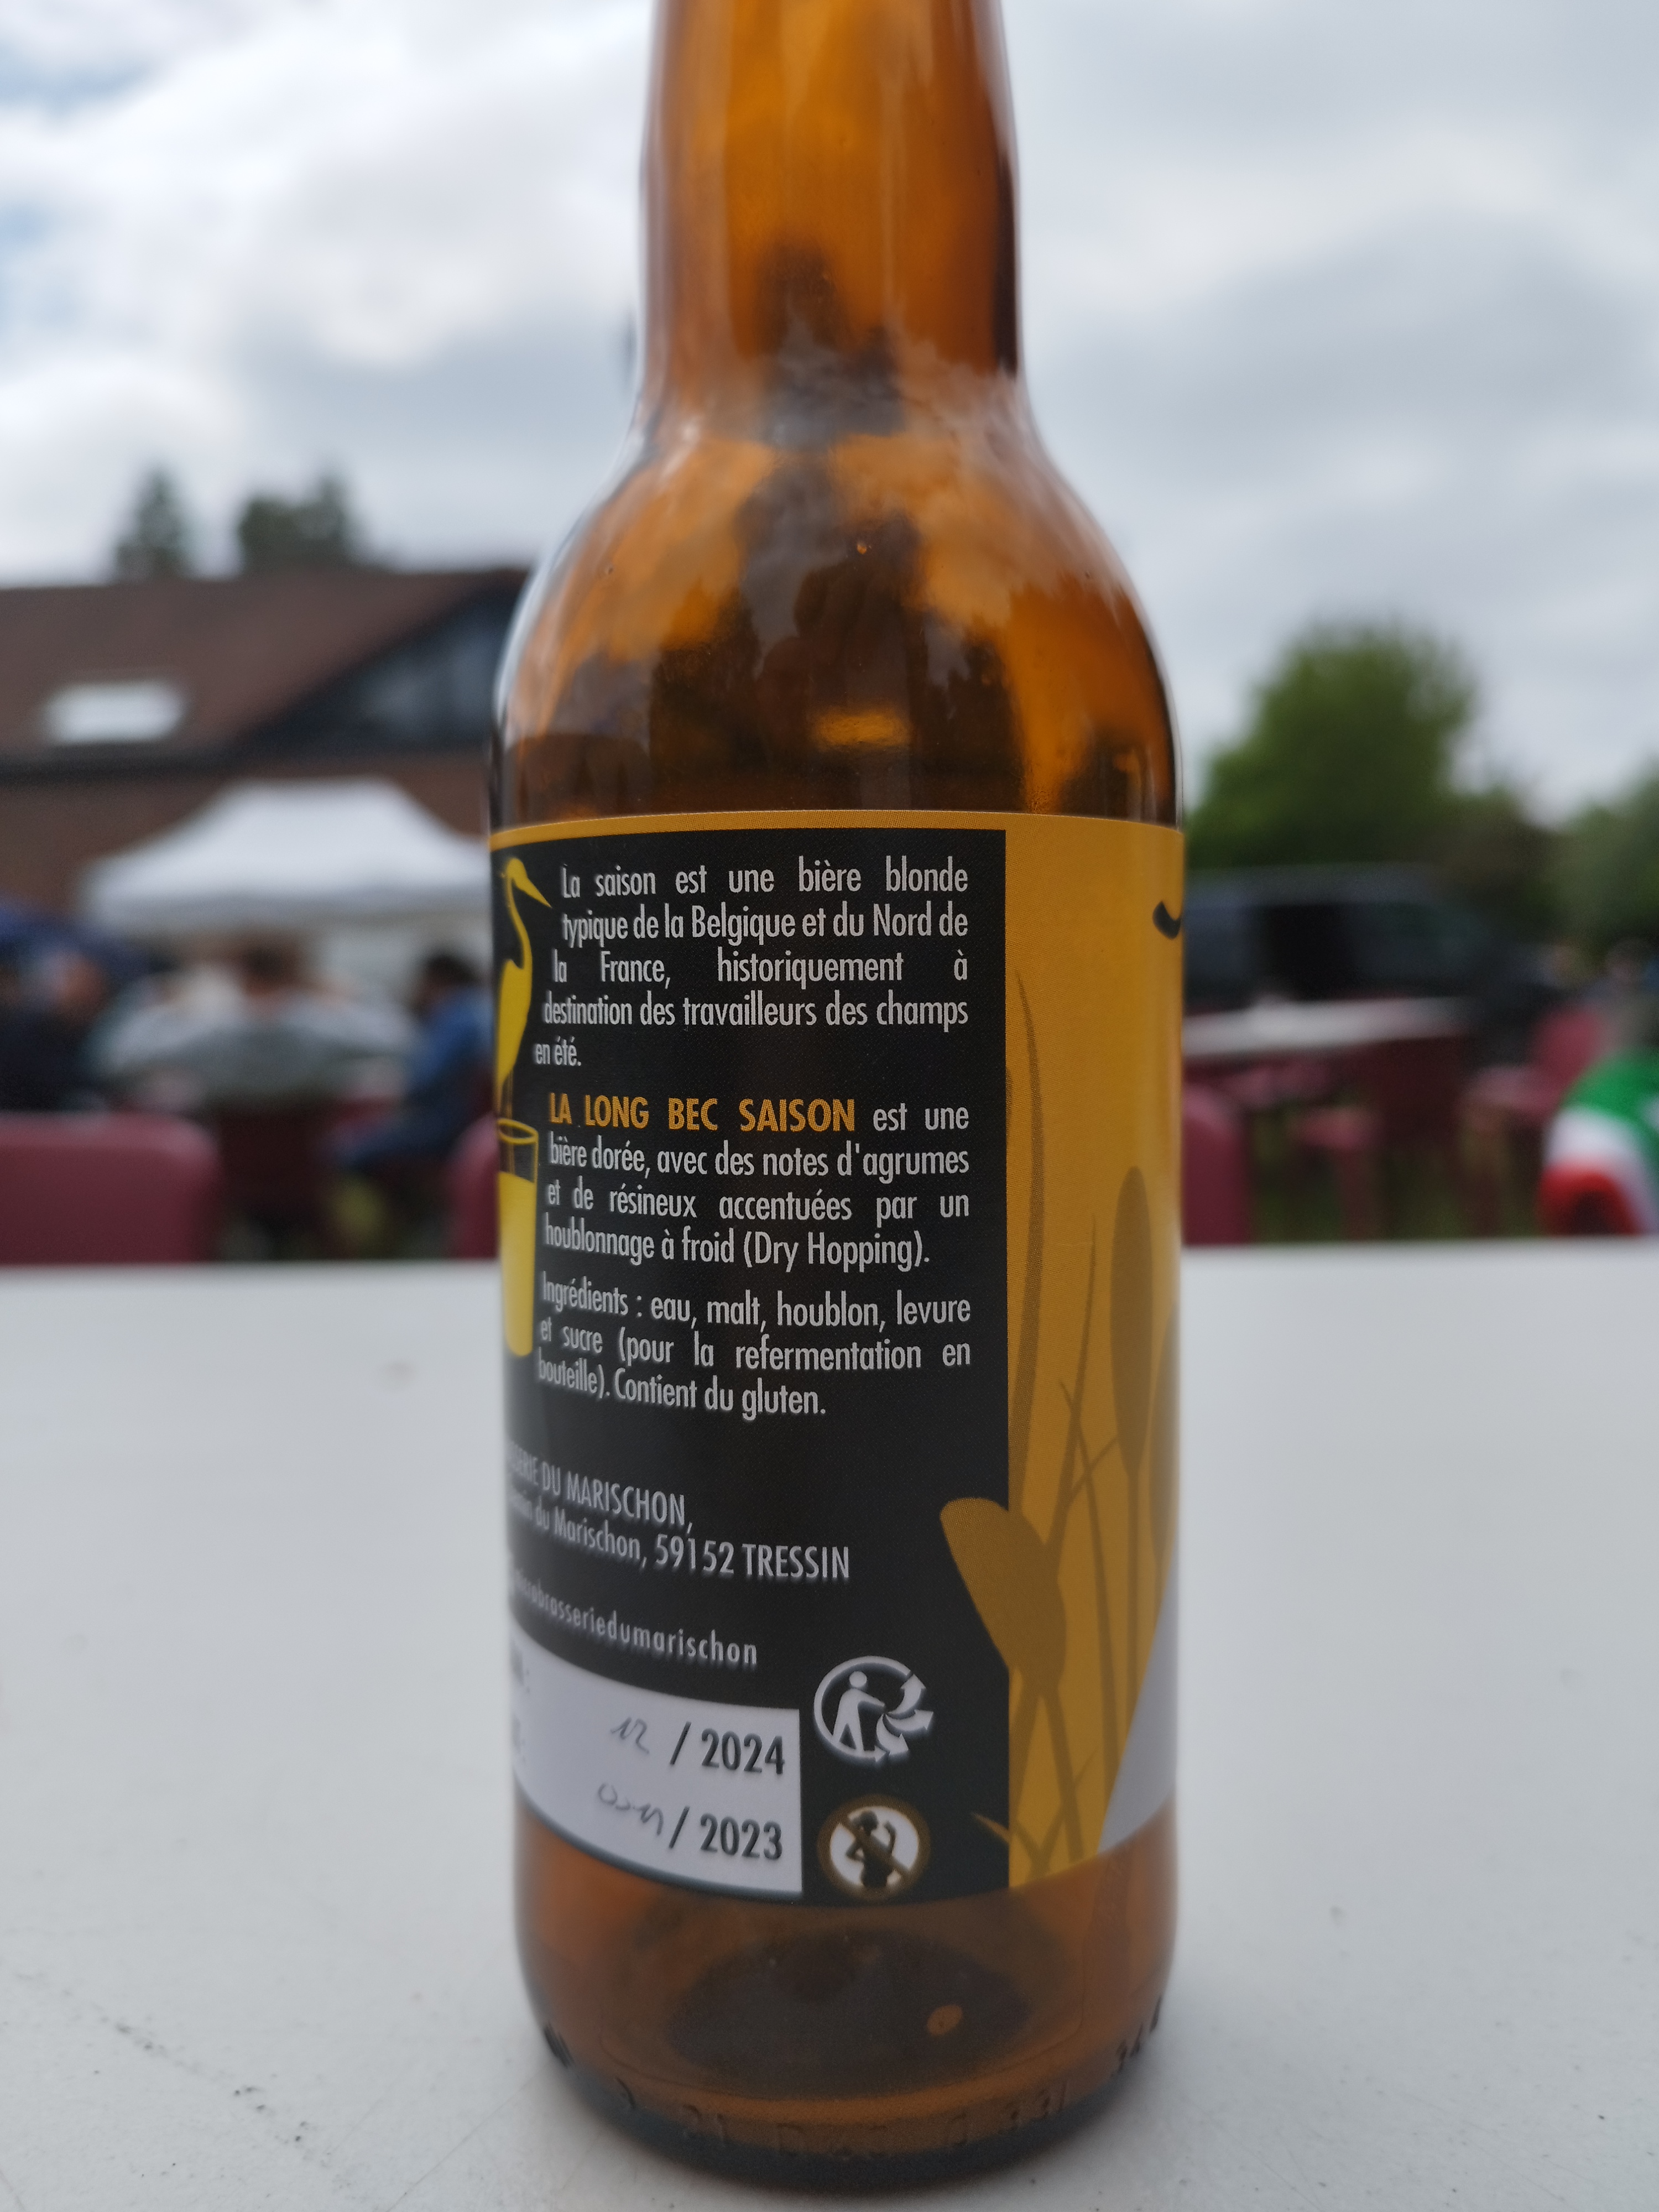 La saison est une bière blonde
typique de la Belgique et du Nord de
la France, historiquement à
destination des travailleurs des champs
en été.
LA LONG BEC SAISON est une
bière dorée, avec des notes d'agrumes
et de résineux accentuées par un
houblonnage à froid (Dry Hopping).
Ingrédients : eau, malt, houblon, levure
et sucre (pour la refermentation en
bouteille). Contient du gluten.
DU MARISCHON,
du Marischon, 59152 TRESSIN
brasseriedumarischon
12 / 2024
/ 2023